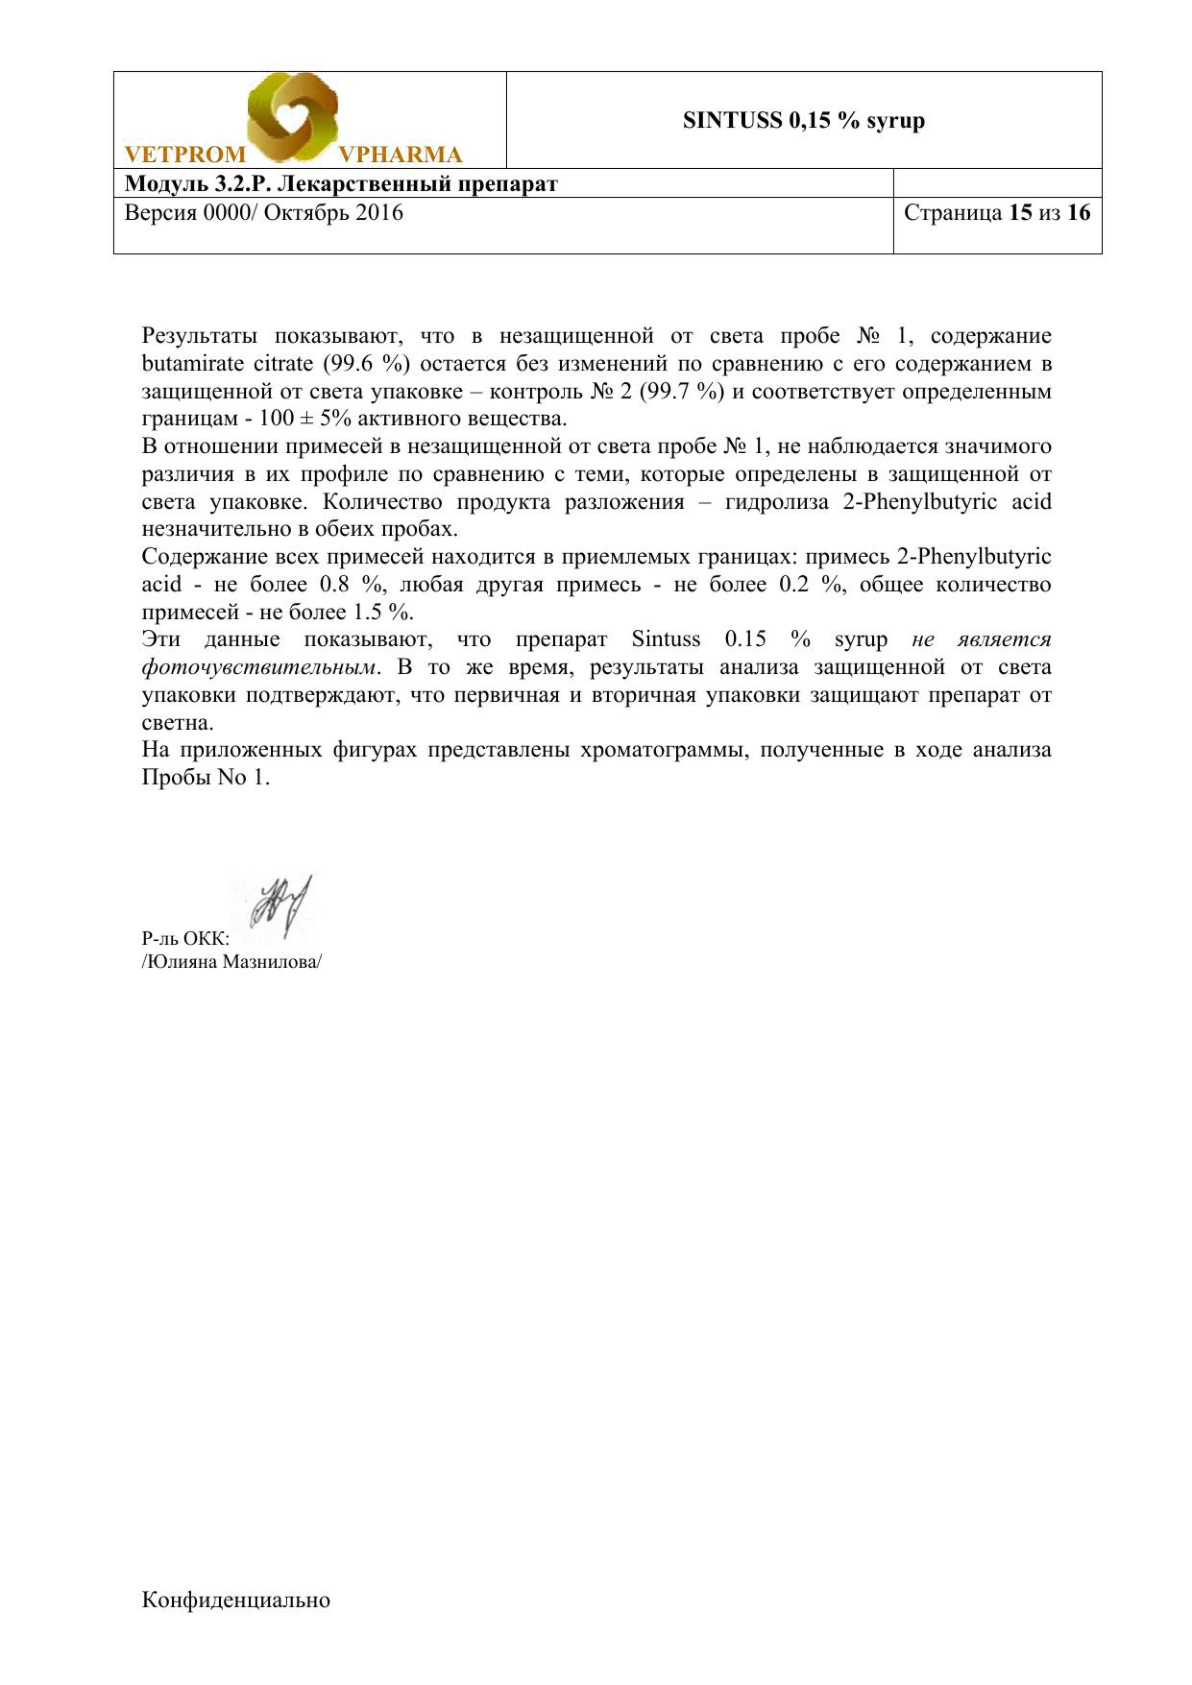 VETPROM VPHARMA
SINTUSS 0,15 % syrup
Модуль 3.2.P. Лекарственный препарат
Версия 0000/ Октябрь 2016
Страница 15 из 16
Результаты показывают, что в незащищенной от света пробе № 1, содержание
butamirate citrate (99.6 %) остается без изменений по сравнению с его содержанием в
защищенной от света упаковке – контроль № 2 (99.7 %) и соответствует определенным
границам - 100 ± 5% активного вещества.
В отношении примесей в незащищенной от света пробе № 1, не наблюдается значимого
различия в их профиле по сравнению с теми, которые определены в защищенной от
света упаковке. Количество продукта разложения – гидролиза 2-Phenylbutyric acid
незначительно в обеих пробах.
Содержание всех примесей находится в приемлемых границах: примесь 2-Phenylbutyric
acid - не более 0.8 %, любая другая примесь - не более 0.2 %, общее количество
примесей - не более 1.5 %.
Эти данные показывают, что препарат Sintuss 0.15 % syrup не является
фоточувствительным. В то же время, результаты анализа защищенной от света
упаковки подтверждают, что первичная и вторичная упаковки защищают препарат от
светна.
На приложенных фигурах представлены хроматограммы, полученные в ходе анализа
Пробы No 1.
Р-ль ОКК:
/Юлияна Мазнилова/
Конфиденциально